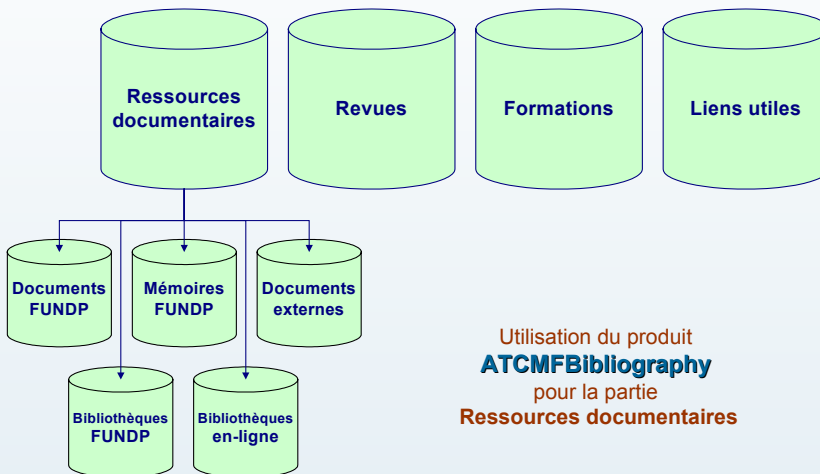 Ressources
documentaires
Revues
Formations
Liens utiles
Documents
FUNDP
Mémoires
FUNDP
Documents
externes
Bibliothèques
FUNDP
Bibliothèques
en-ligne
Utilisation du produit
ATCMFBibliography
pour la partie
Ressources documentaires